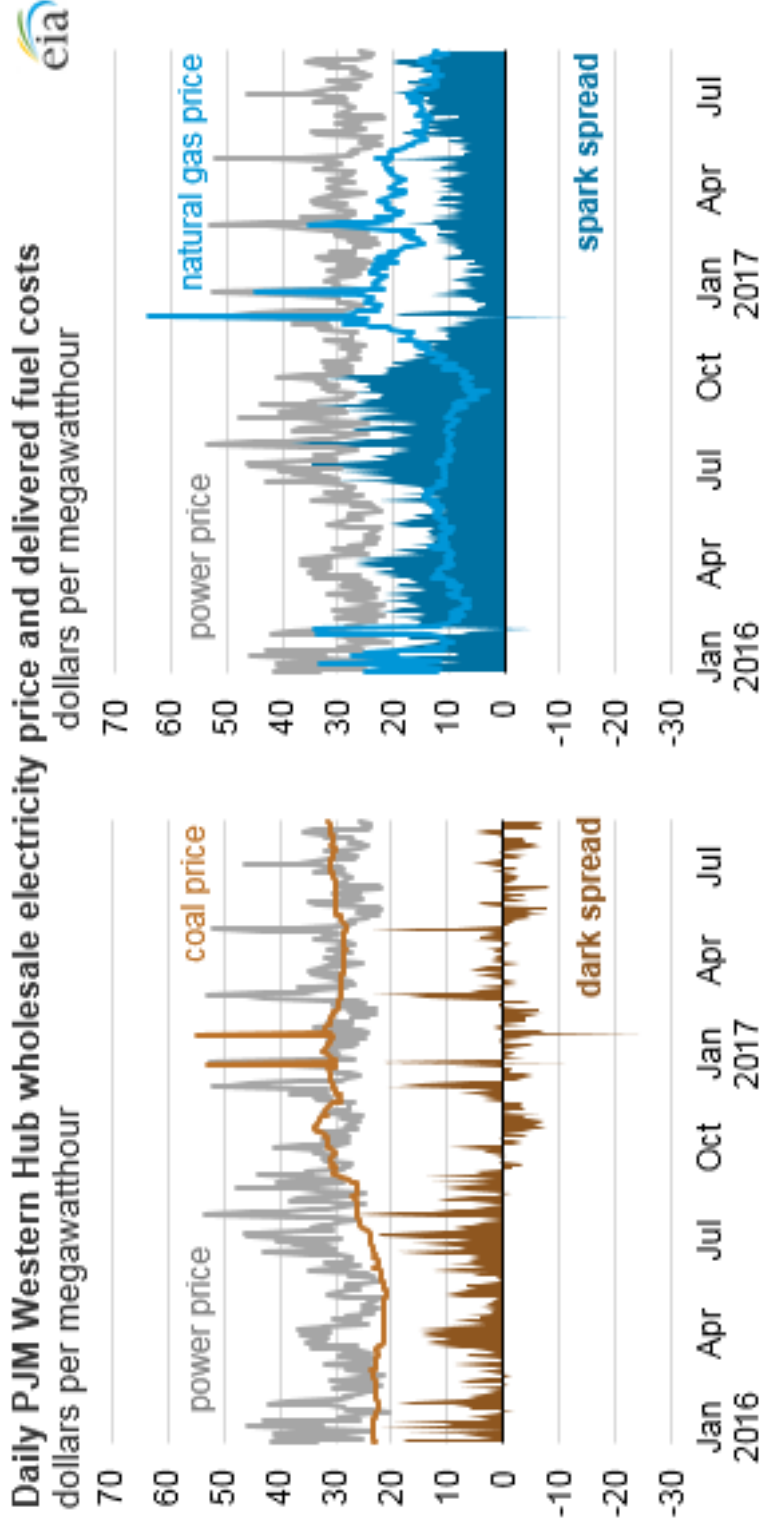 Daily PJM Western Hub wholesale electricity price and delivered fuel costs
dollars per megawatthour
dollars per megawatthour
eia
70
60
50
40
30
20
10
0
-10
-20
-30
power price
coal price
dark spread
Jan
2016
Apr
Jul
Oct
Jan
2017
Apr
Jul
70
60
50
40
30
20
10
0
-10
-20
-30
power price
natural gas price
spark spread
Jan
2016
Apr
Jul
Oct
Jan
2017
Apr
Jul